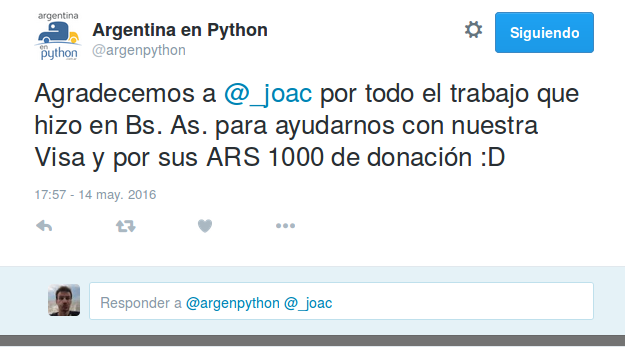 argentina
en
python
Argentina en Python
@argenpython
Siguiendo
Agradecemos a @_joac por todo el trabajo que
hizo en Bs. As. para ayudarnos con nuestra
Visa y por sus ARS 1000 de donación :D
17:57 - 14 may. 2016
Responder a @argenpython @_joac